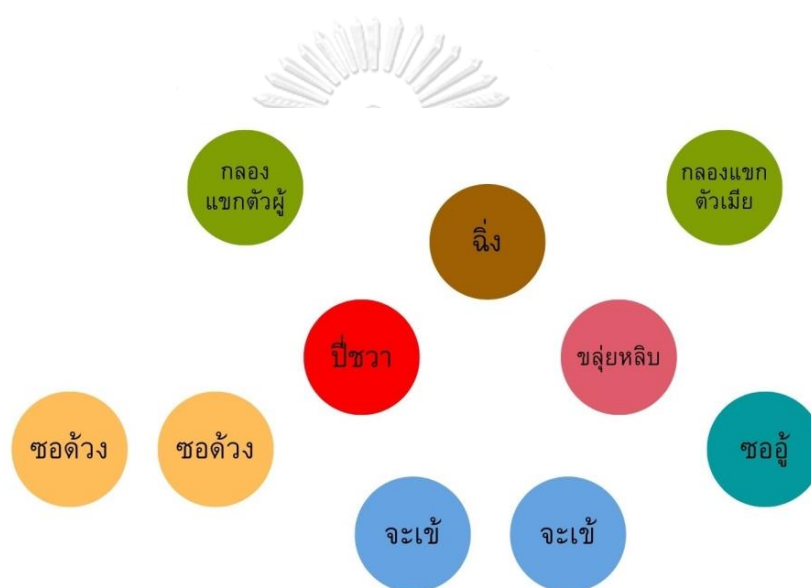 กลอง
แขกตัวผู้
กลองแขก
ตัวเมีย
ฉิ่ง
ปี่ชวา
ขลุ่ยหลิบ
ซอด้วง
ซอด้วง
ซออู้
จะเข้
จะเข้